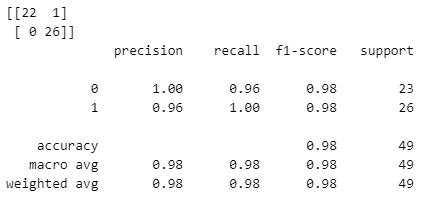 [[22  1]
 [ 0 26]]
              precision    recall  f1-score   support

           0       1.00      0.96      0.98        23
           1       0.96      1.00      0.98        26

    accuracy                           0.98        49
   macro avg       0.98      0.98      0.98        49
weighted avg       0.98      0.98      0.98        49